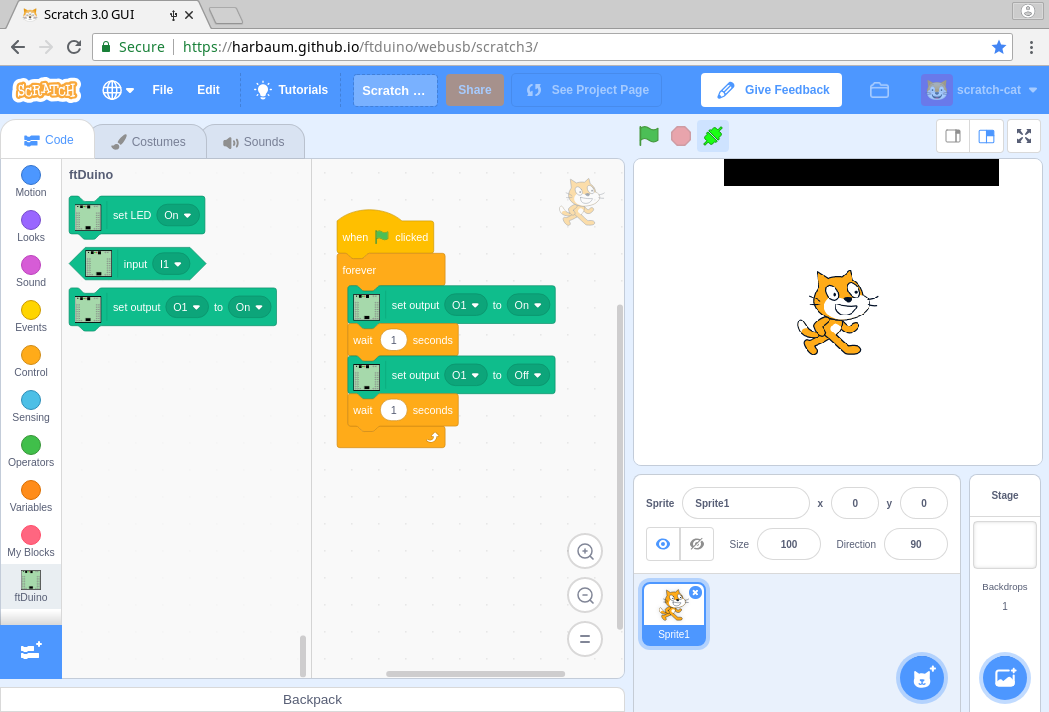 Scratch 3.0 GUI
Secure https://harbaum.github.io/ftduino/webusb/scratch3/
SCRATCH File Edit Tutorials Scratch ... Share See Project Page Give Feedback scratch-cat
Code Costumes Sounds
Motion
Looks
Sound
Events
Control
Sensing
Operators
Variables
My Blocks
ftDuino
ftDuino
set LED On
input I1
set output O1 to On
when clicked
forever
set output O1 to On
wait 1 seconds
set output O1 to Off
wait 1 seconds
Sprite Sprite1 x 0 y 0
Size 100 Direction 90
Sprite1
Stage
Backdrops
1
Backpack